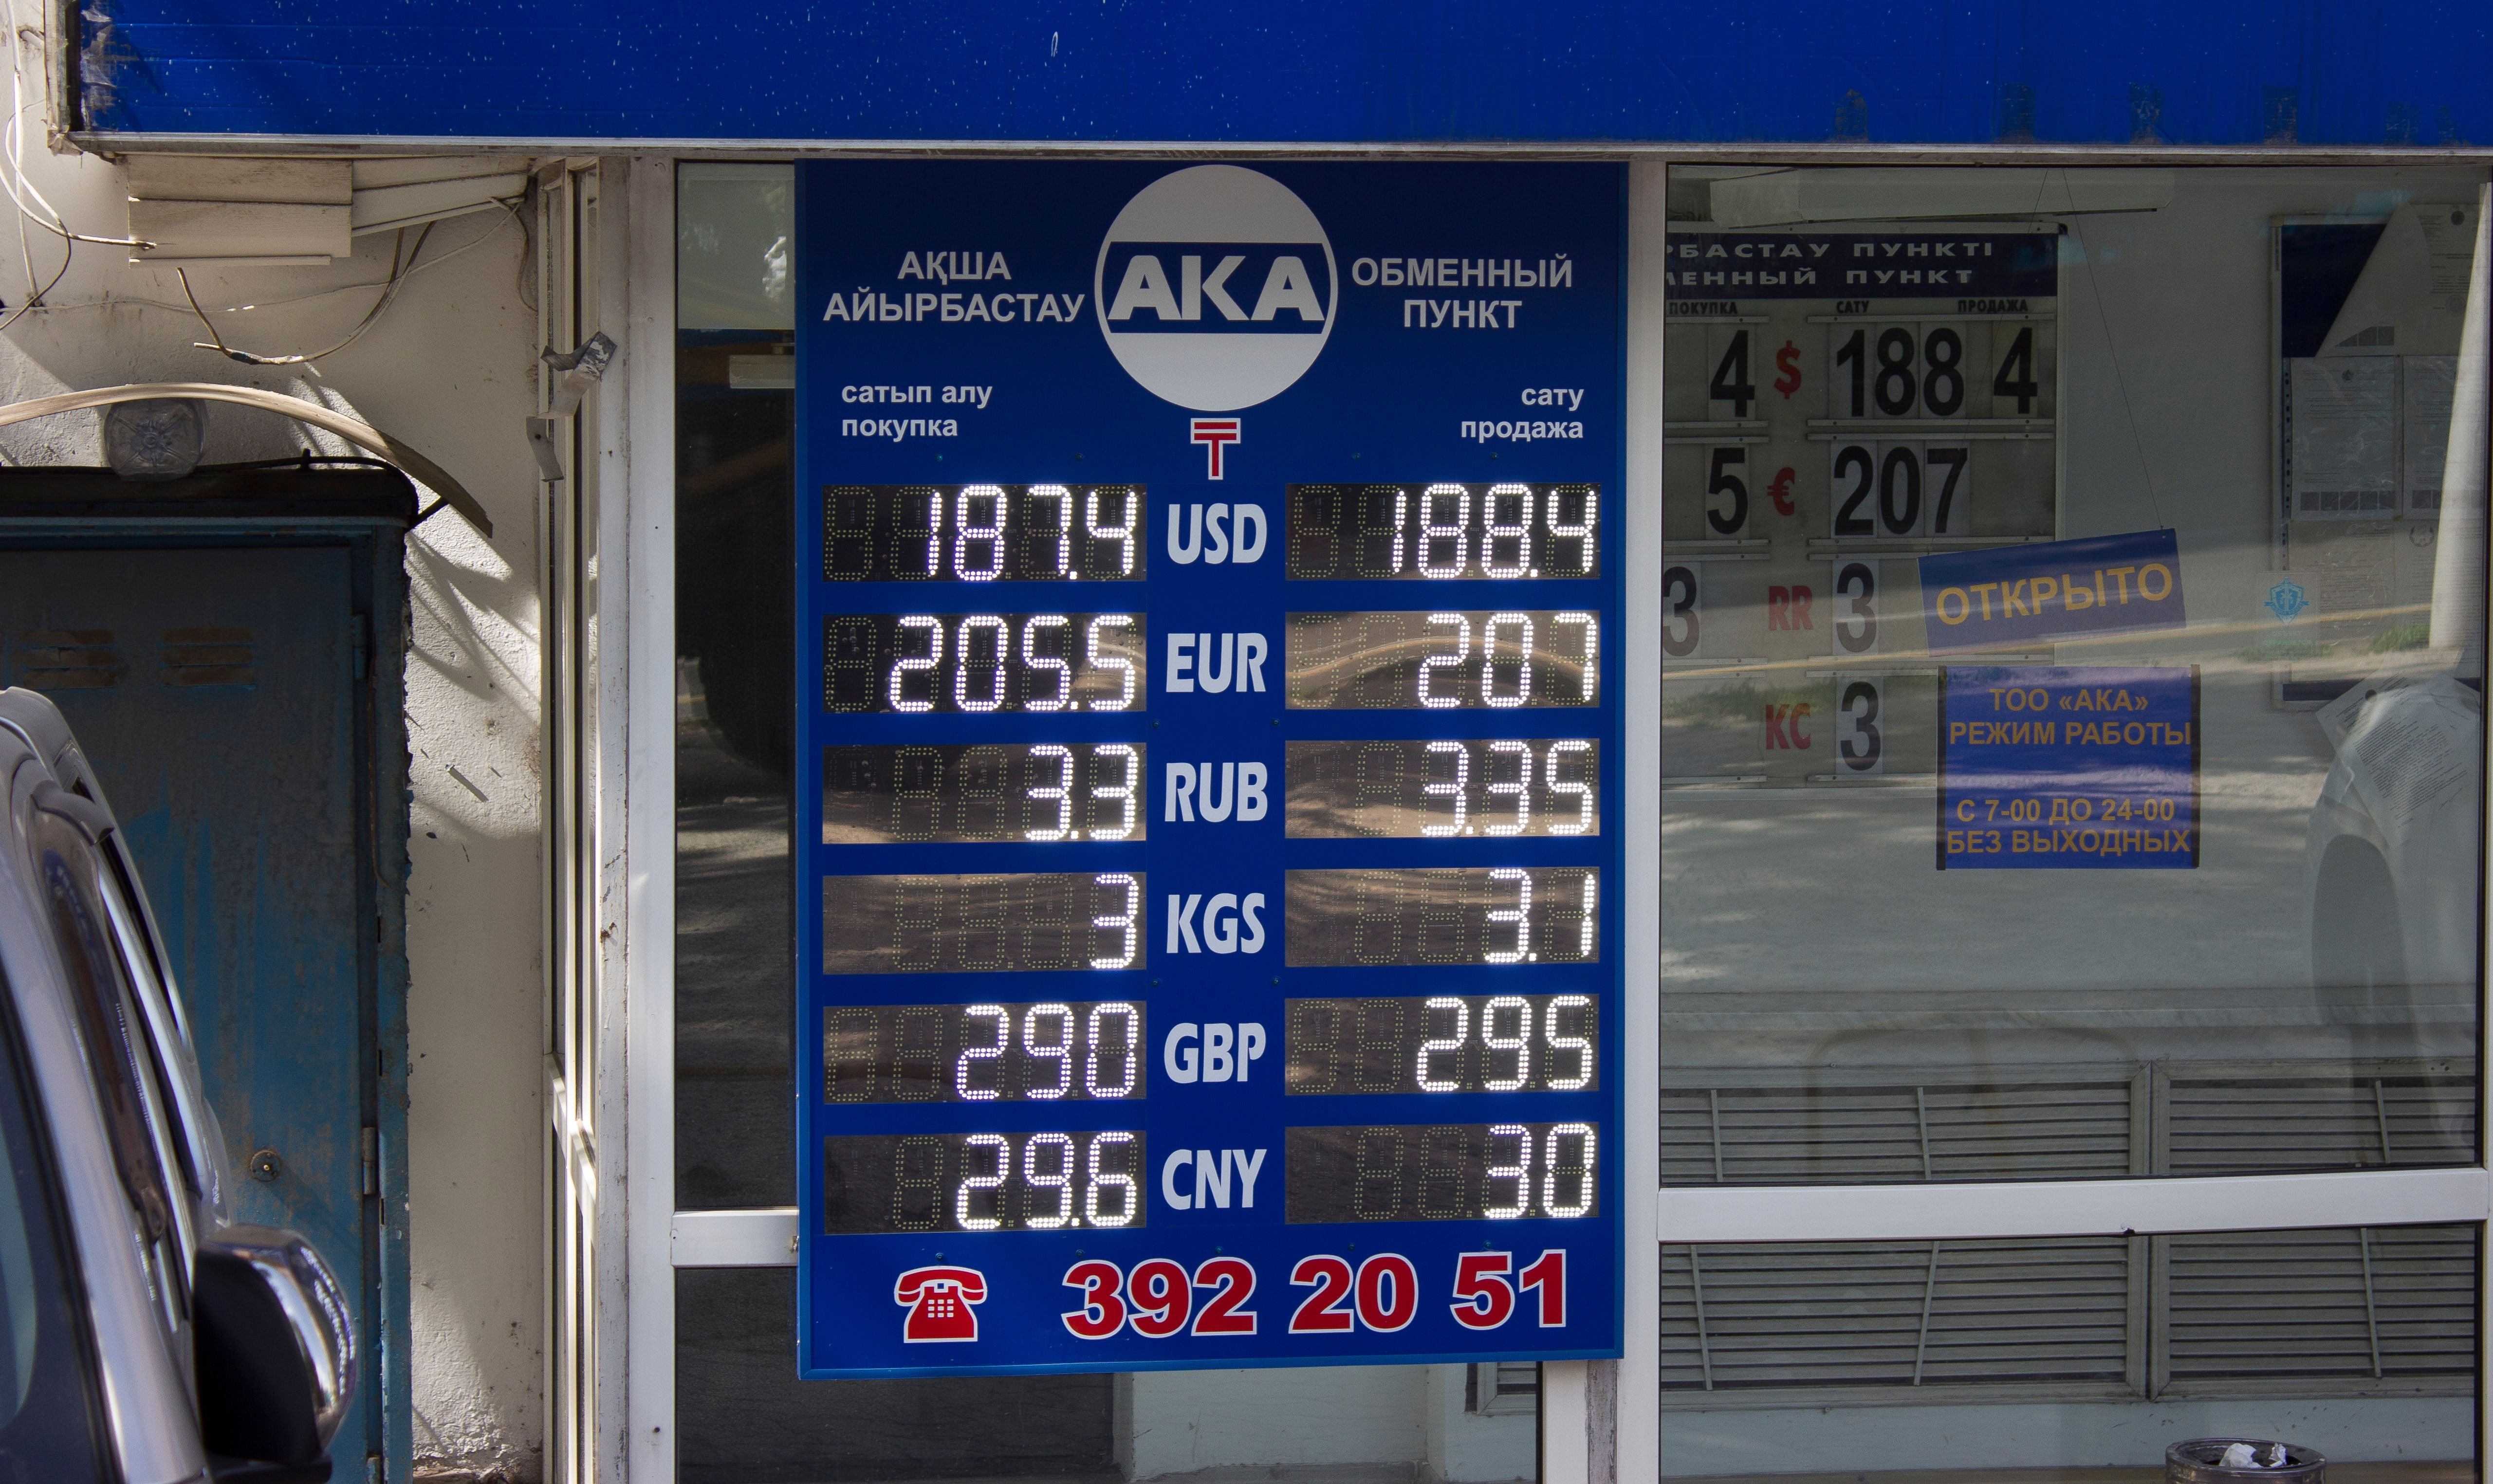 АҚША
АЙЫРБАСТАУ
АКА
ОБМЕННЫЙ
ПУНКТ
сатып алу
покупка
сату
продажа
₸
187.4 USD 188.4
205.5 EUR 207
3.3 RUB 3.35
3 KGS 3.1
290 GBP 295
29.6 CNY 30
392 20 51
РБАСТАУ ПУНКТІ
ЕННЫЙ ПУНКТ
ПОКУПКА САТУ ПРОДАЖА
4 $ 188 4
5 € 207
3 RR 3
KC 3
ОТКРЫТО
ТОО «АКА»
РЕЖИМ РАБОТЫ
С 7-00 ДО 24-00
БЕЗ ВЫХОДНЫХ